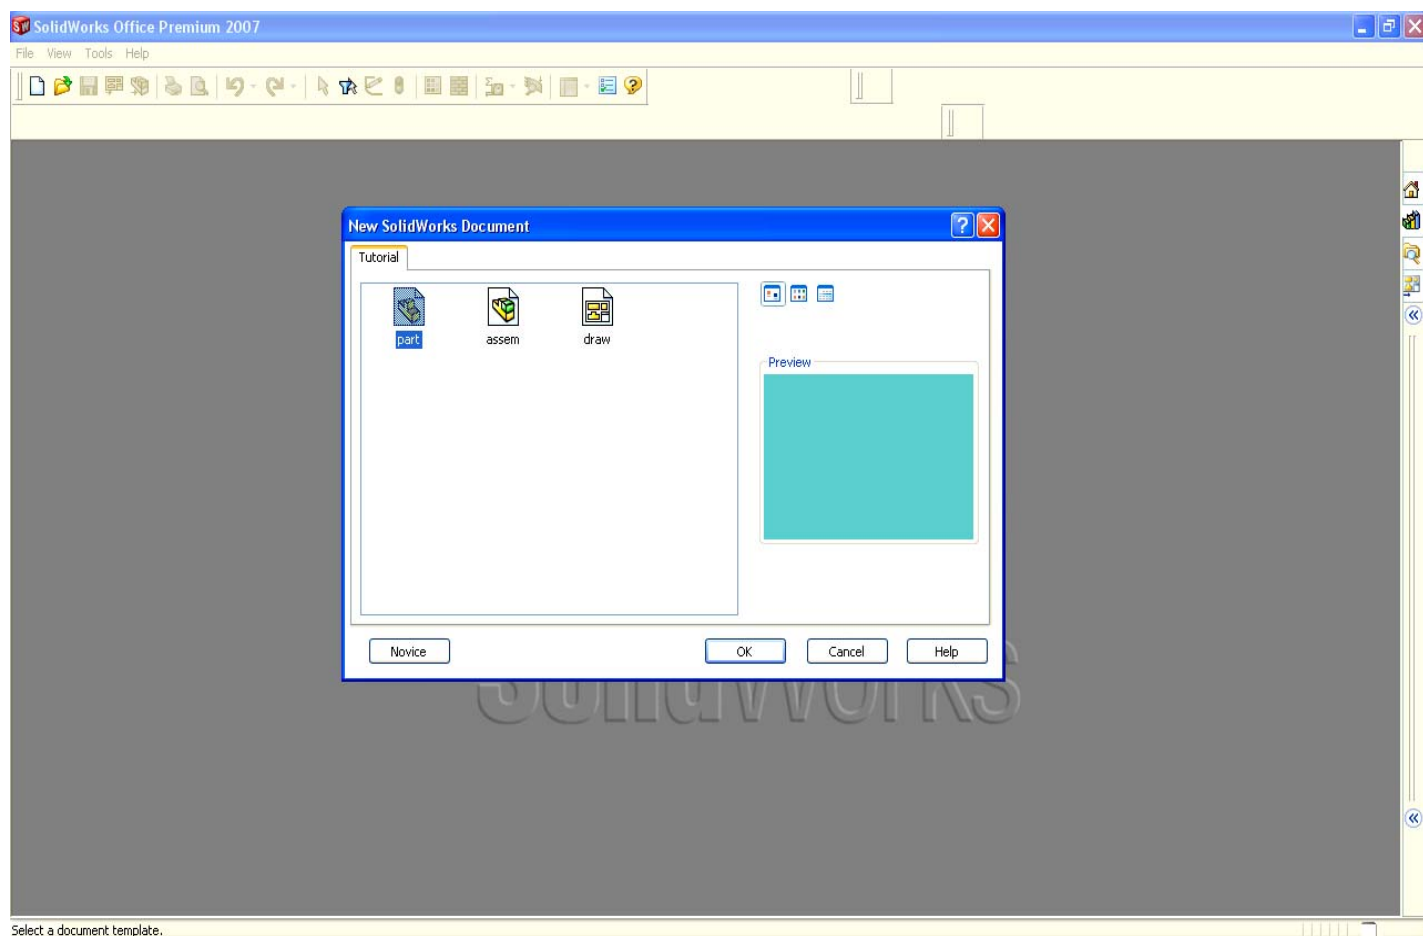 SolidWorks Office Premium 2007
File View Tools Help
New SolidWorks Document
Tutorial
part assem draw
Preview
Novice OK Cancel Help
SolidWorks
Select a document template.